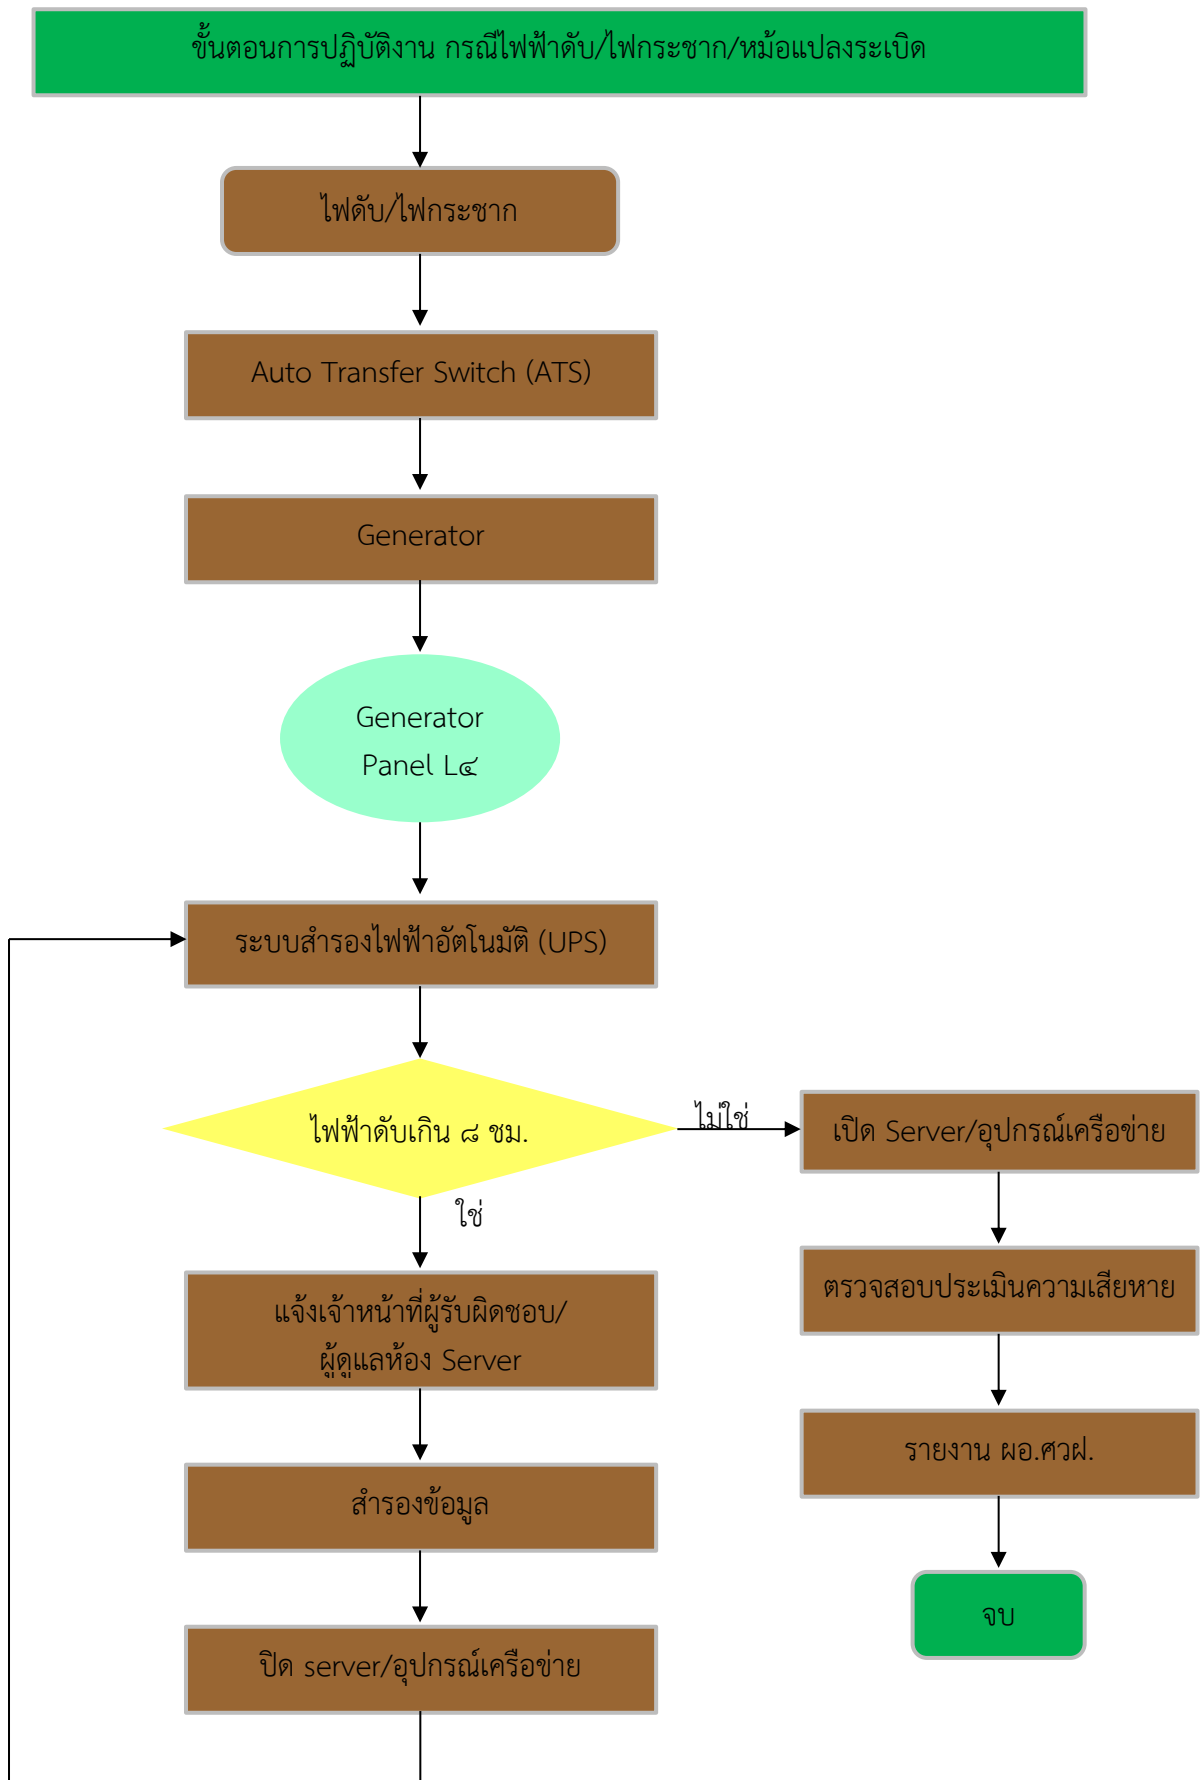 ขั้นตอนการปฏิบัติงาน กรณีไฟฟ้าดับ/ไฟกระชาก/หม้อแปลงระเบิด
ไฟดับ/ไฟกระชาก
Auto Transfer Switch (ATS)
Generator
Generator
Panel L๔
ระบบสำรองไฟฟ้าอัตโนมัติ (UPS)
ไฟฟ้าดับเกิน ๘ ชม.
ไม่ใช่
ใช่
แจ้งเจ้าหน้าที่ผู้รับผิดชอบ/
ผู้ดูแลห้อง Server
สำรองข้อมูล
ปิด server/อุปกรณ์เครือข่าย
เปิด Server/อุปกรณ์เครือข่าย
ตรวจสอบประเมินความเสียหาย
รายงาน ผอ.ศวฝ.
จบ